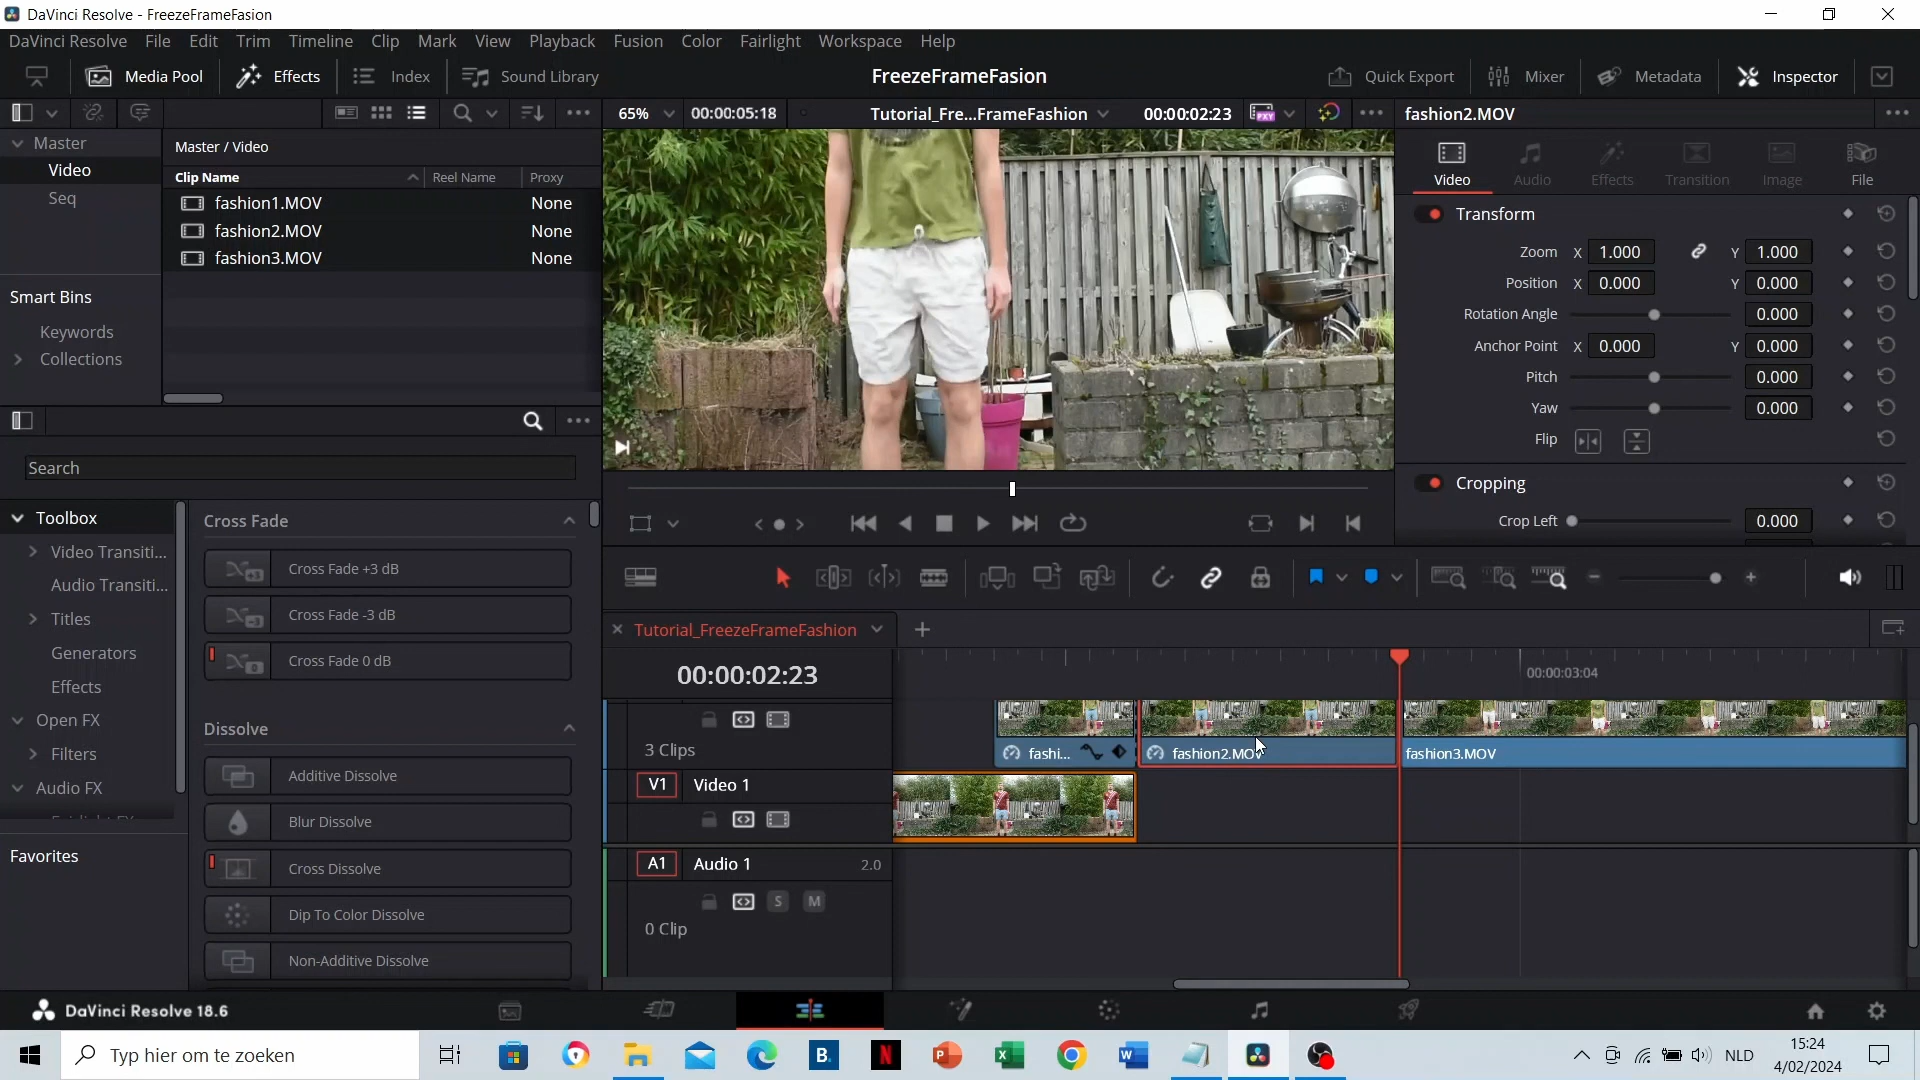 DaVinci Resolve - FreezeFrameFasion
DaVinci Resolve File Edit Trim Timeline Clip Mark View Playback Fusion Color Fairlight Workspace Help
Media Pool Effects Index Sound Library FreezeFrameFasion Quick Export Mixer Metadata Inspector
65% 00:00:05:18 Tutorial_Fre...FrameFashion 00:00:02:23 fashion2.MOV
Master
Video
Seq
Smart Bins
Keywords
Collections
Master / Video
Clip Name Reel Name Proxy
fashion1.MOV None
fashion2.MOV None
fashion3.MOV None
Video Audio Effects Transition Image File
Transform
Zoom X 1.000 Y 1.000
Position X 0.000 Y 0.000
Rotation Angle 0.000
Anchor Point X 0.000 Y 0.000
Pitch 0.000
Yaw 0.000
Flip
Cropping
Crop Left 0.000
Search
Toolbox
Video Transiti...
Audio Transiti...
Titles
Generators
Effects
Open FX
Filters
Audio FX
Favorites
Cross Fade
Cross Fade +3 dB
Cross Fade -3 dB
Cross Fade 0 dB
Dissolve
Additive Dissolve
Blur Dissolve
Cross Dissolve
Dip To Color Dissolve
Non-Additive Dissolve
Tutorial_FreezeFrameFashion
00:00:02:23 00:00:03:04
3 Clips
fashi... fashion2.MOV fashion3.MOV
V1 Video 1
A1 Audio 1 2.0
S M
0 Clip
DaVinci Resolve 18.6
Typ hier om te zoeken
NLD
15:24
4/02/2024